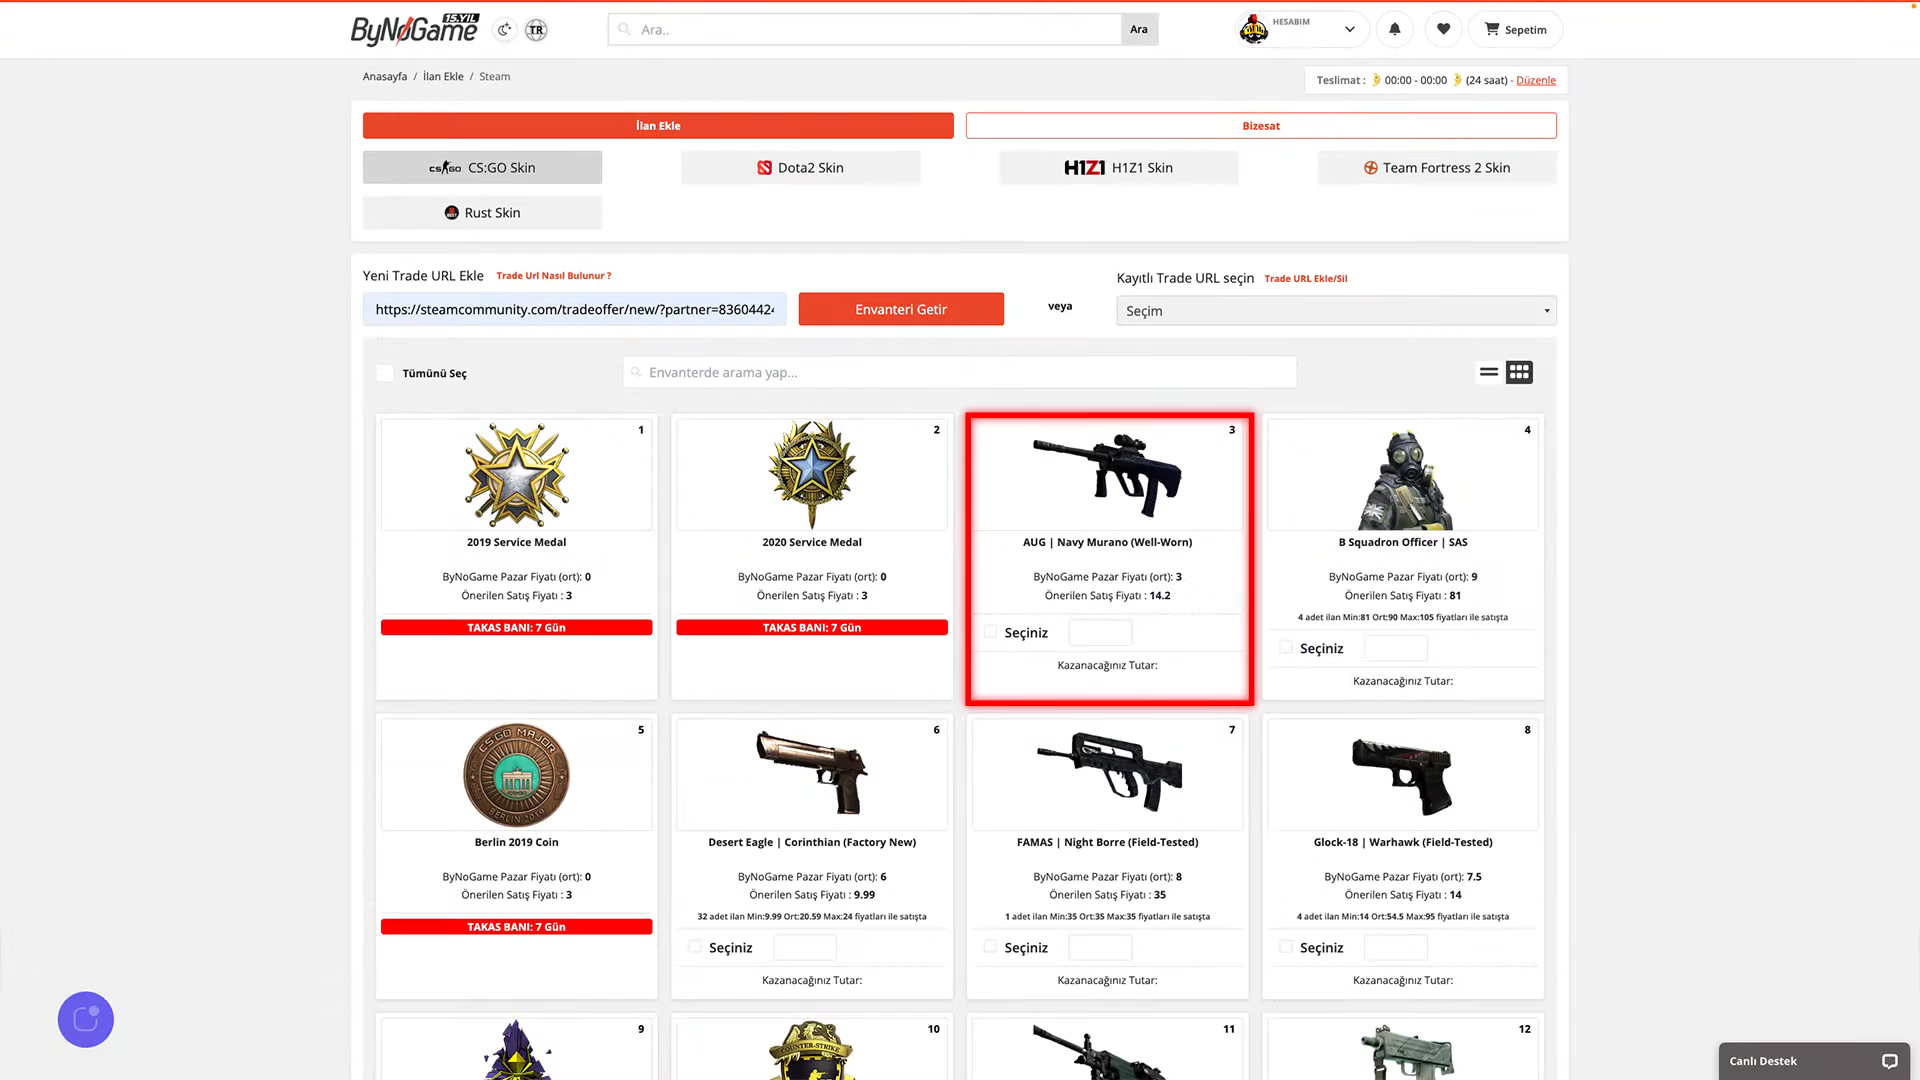 ByNoGame 15.YIL
TR
Ara..
Ara
HESABIM
Sepetim
Anasayfa / İlan Ekle / Steam
Teslimat : 00:00 - 00:00 (24 saat) - Düzenle
İlan Ekle
Bizesat
CS:GO CS:GO Skin
Dota2 Skin
H1Z1 H1Z1 Skin
Team Fortress 2 Skin
Rust Skin
Yeni Trade URL Ekle Trade Url Nasıl Bulunur ?
Kayıtlı Trade URL seçin Trade URL Ekle/Sil
https://steamcommunity.com/tradeoffer/new/?partner=83604424
Envanteri Getir
veya
Seçim
Tümünü Seç
Envanterde arama yap...
1
2019 Service Medal
ByNoGame Pazar Fiyatı (ort): 0
Önerilen Satış Fiyatı : 3
TAKAS BANI: 7 Gün
2
2020 Service Medal
ByNoGame Pazar Fiyatı (ort): 0
Önerilen Satış Fiyatı : 3
TAKAS BANI: 7 Gün
3
AUG | Navy Murano (Well-Worn)
ByNoGame Pazar Fiyatı (ort): 3
Önerilen Satış Fiyatı : 14.2
Seçiniz
Kazanacağınız Tutar:
4
B Squadron Officer | SAS
ByNoGame Pazar Fiyatı (ort): 9
Önerilen Satış Fiyatı : 81
4 adet ilan Min:81 Ort:90 Max:105 fiyatları ile satışta
Seçiniz
Kazanacağınız Tutar:
5
CS:GO MAJOR
BERLIN 2019
Berlin 2019 Coin
ByNoGame Pazar Fiyatı (ort): 0
Önerilen Satış Fiyatı : 3
TAKAS BANI: 7 Gün
6
Desert Eagle | Corinthian (Factory New)
ByNoGame Pazar Fiyatı (ort): 6
Önerilen Satış Fiyatı : 9.99
32 adet ilan Min:9.99 Ort:20.59 Max:24 fiyatları ile satışta
Seçiniz
Kazanacağınız Tutar:
7
FAMAS | Night Borre (Field-Tested)
ByNoGame Pazar Fiyatı (ort): 8
Önerilen Satış Fiyatı : 35
1 adet ilan Min:35 Ort:35 Max:35 fiyatları ile satışta
Seçiniz
Kazanacağınız Tutar:
8
Glock-18 | Warhawk (Field-Tested)
ByNoGame Pazar Fiyatı (ort): 7.5
Önerilen Satış Fiyatı : 14
4 adet ilan Min:14 Ort:54.5 Max:95 fiyatları ile satışta
Seçiniz
Kazanacağınız Tutar:
9
10
COUNTER-STRIKE
11
12
Canlı Destek